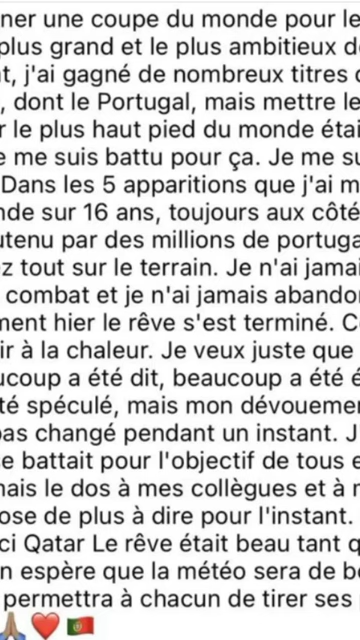 ner une coupe du monde pour le
plus grand et le plus ambitieux d
t, j'ai gagné de nombreux titres
, dont le Portugal, mais mettre le
r le plus haut pied du monde étai
e me suis battu pour ça. Je me su
Dans les 5 apparitions que j'ai m
nde sur 16 ans, toujours aux côté
utenu par des millions de portuga
z tout sur le terrain. Je n'ai jamai
combat et je n'ai jamais abandor
ment hier le rêve s'est terminé. C
ir à la chaleur. Je veux juste que
ucoup a été dit, beaucoup a été é
té spéculé, mais mon dévouemer
pas changé pendant un instant. J'
se battait pour l'objectif de tous e
mais le dos à mes collègues et à r
ose de plus à dire pour l'instant.
ci Qatar Le rêve était beau tant q
n espère que la météo sera de b
permettra à chacun de tirer ses
🙏🏽❤️🇵🇹